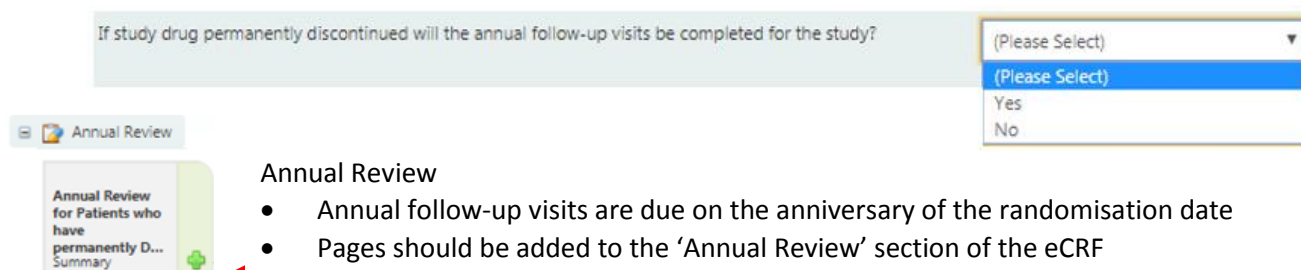 If study drug permanently discontinued will the annual follow-up visits be completed for the study?
(Please Select)
(Please Select)
Yes
No
Annual Review
Annual Review
for Patients who
have
permanently D...
Summary
Annual Review
• Annual follow-up visits are due on the anniversary of the randomisation date
• Pages should be added to the ‘Annual Review’ section of the eCRF